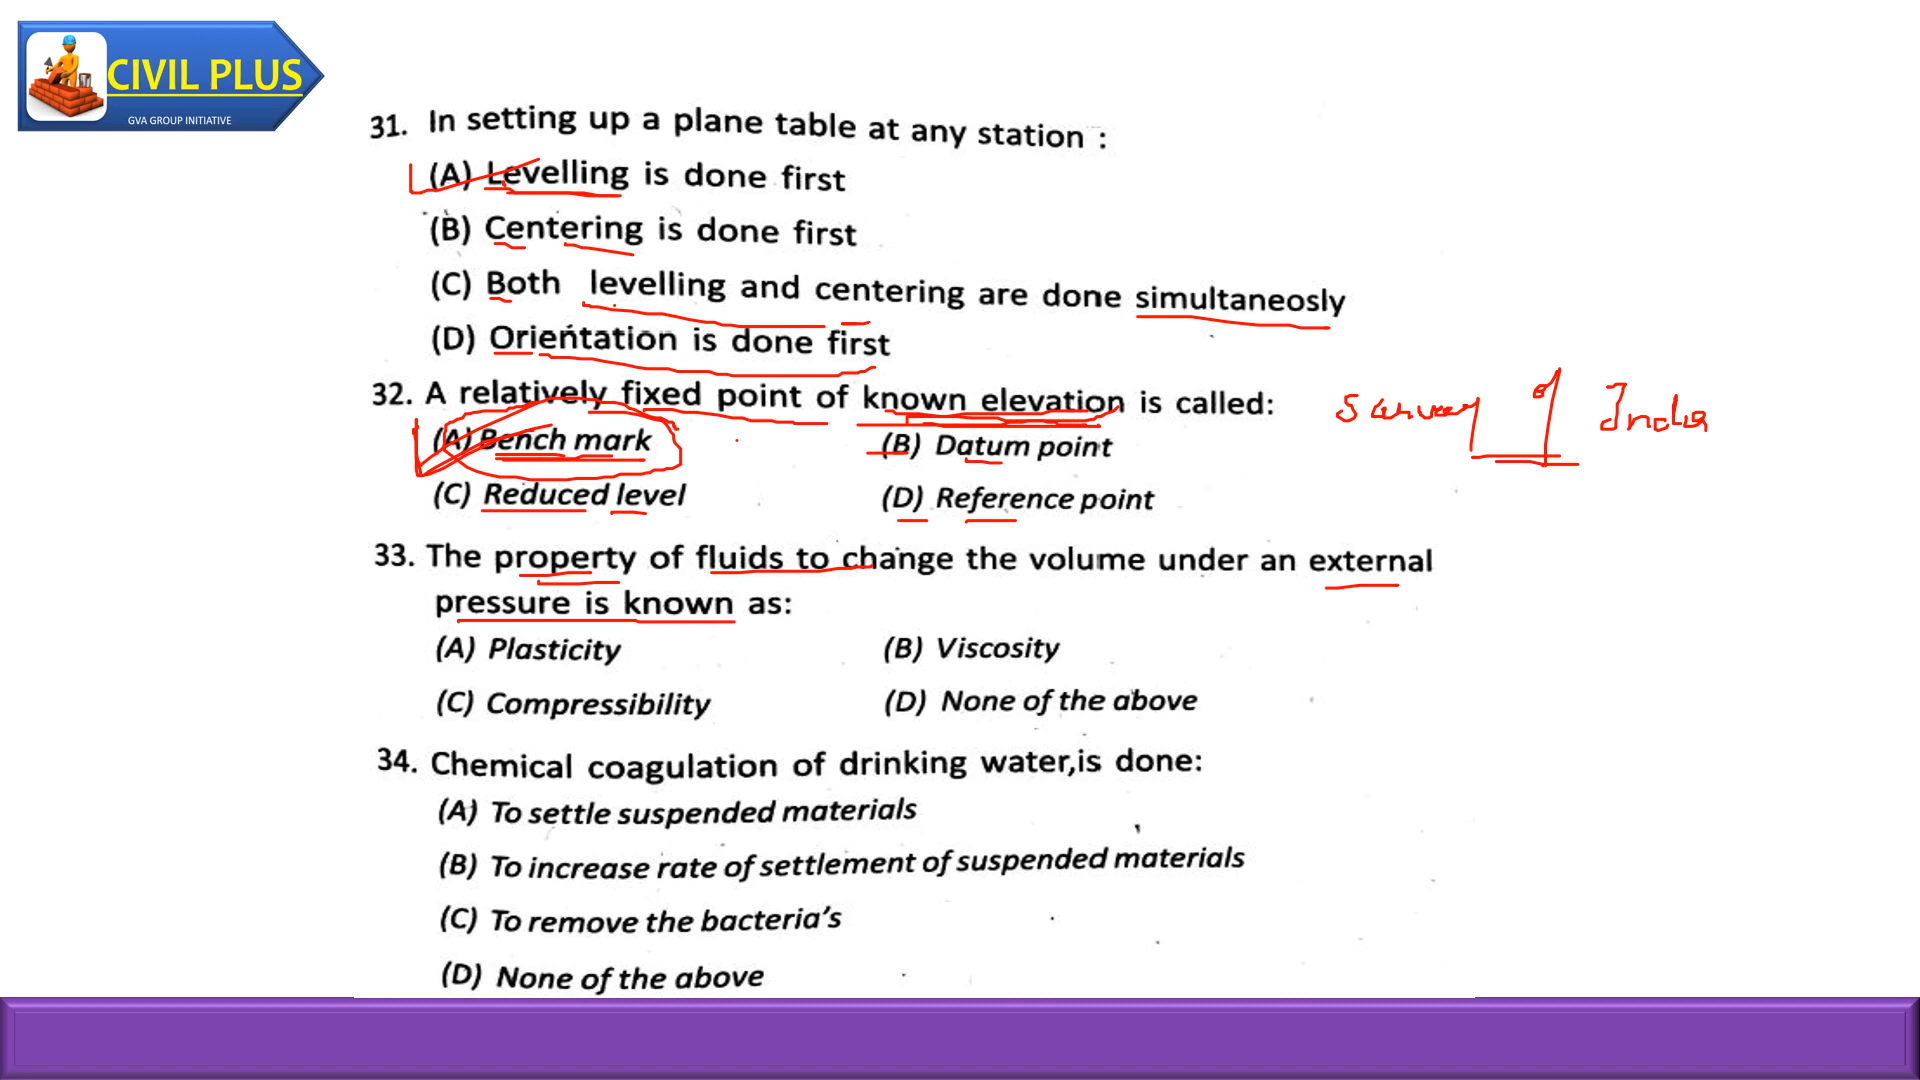 CIVIL PLUS
GVA GROUP INITIATIVE
31. In setting up a plane table at any station :
(A) Levelling is done first
(B) Centering is done first
(C) Both levelling and centering are done simultaneosly
(D) Orientation is done first
32. A relatively fixed point of known elevation is called:
Survey of India
(A) Bench mark (B) Datum point
(C) Reduced level (D) Reference point
33. The property of fluids to change the volume under an external
pressure is known as:
(A) Plasticity (B) Viscosity
(C) Compressibility (D) None of the above
34. Chemical coagulation of drinking water,is done:
(A) To settle suspended materials
(B) To increase rate of settlement of suspended materials
(C) To remove the bacteria's
(D) None of the above